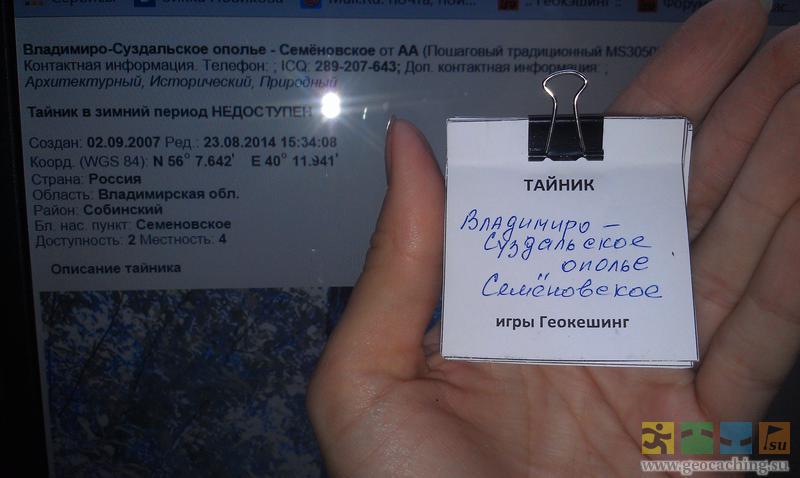 Владимиро-Суздальское ополье - Семёновское от АА (Пошаговый традиционный MS3050
Контактная информация. Телефон: ; ICQ: 289-207-643; Доп. контактная информация: ,
Архитектурный, Исторический, Природный
Тайник в зимний период НЕДОСТУПЕН
Создан: 02.09.2007 Ред.: 23.08.2014 15:34:08
Коорд. (WGS 84): N 56° 7.642' E 40° 11.941'
Страна: Россия
Область: Владимирская обл.
Район: Собинский
Бл. нас. пункт: Семеновское
Доступность: 2 Местность: 4
Описание тайника
ТАЙНИК
Владимиро-
Суздальское
ополье
Семёновское
игры Геокешинг
su
www.geocaching.su